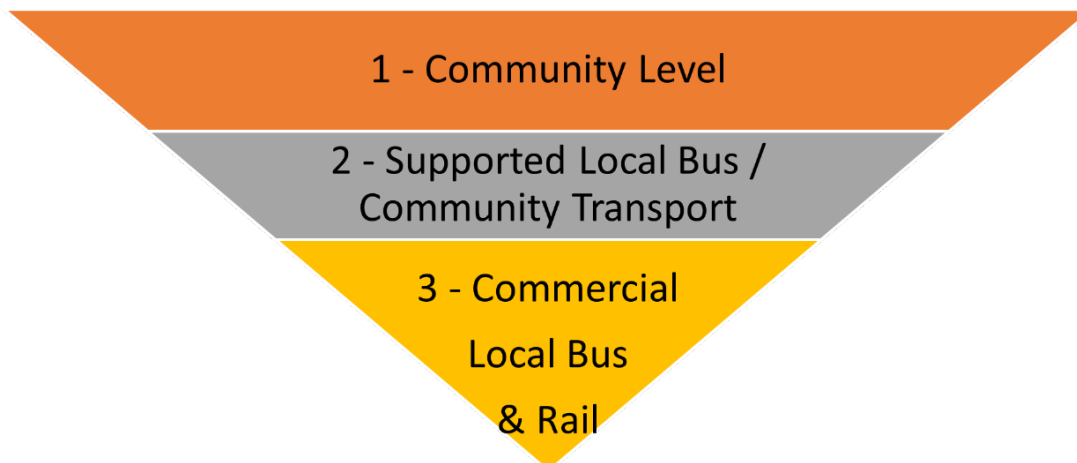 1 - Community Level
2 - Supported Local Bus /
Community Transport
3 - Commercial
Local Bus
& Rail